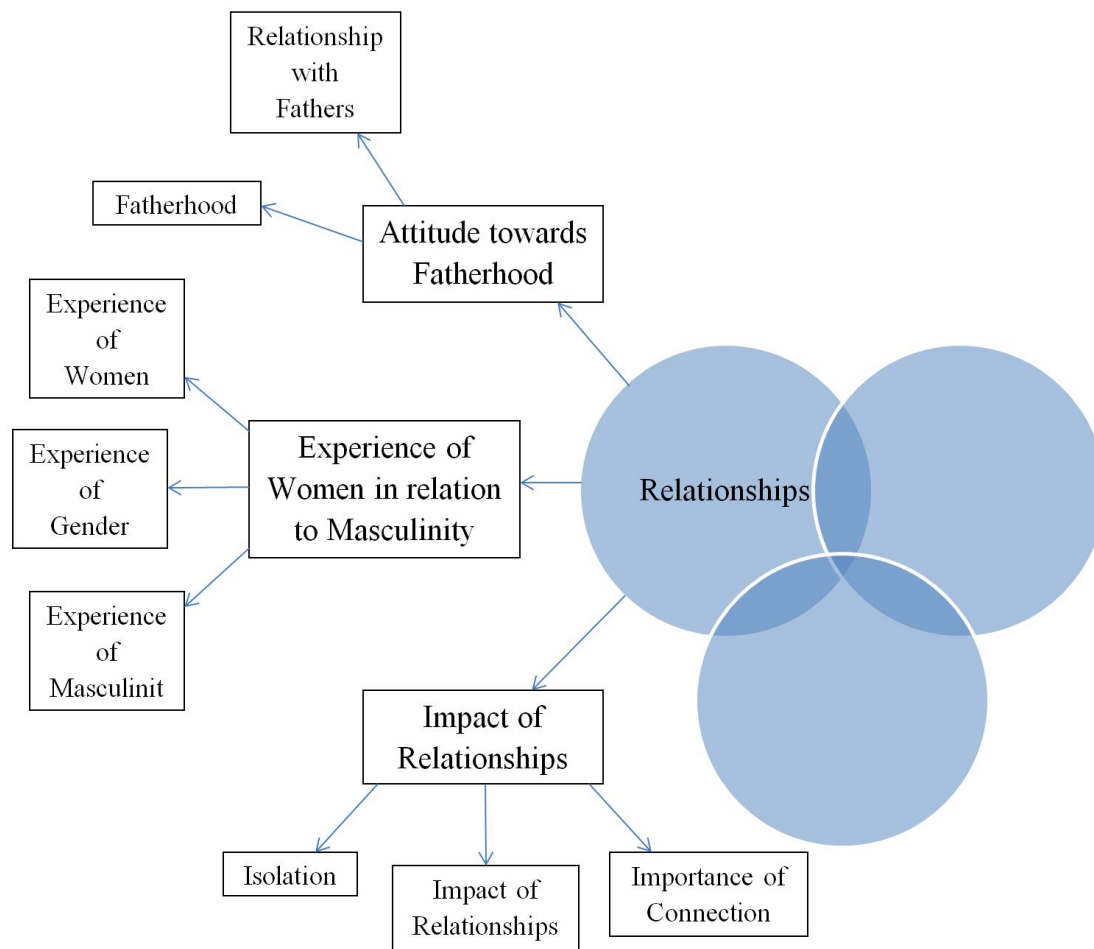 Relationship
with
Fathers
Fatherhood
Attitude towards
Fatherhood
Experience
of
Women
Experience of
Women in relation
to Masculinity
Relationships
Experience
of
Gender
Experience
of
Masculinit
Impact of
Relationships
Isolation
Impact of
Relationships
Importance of
Connection